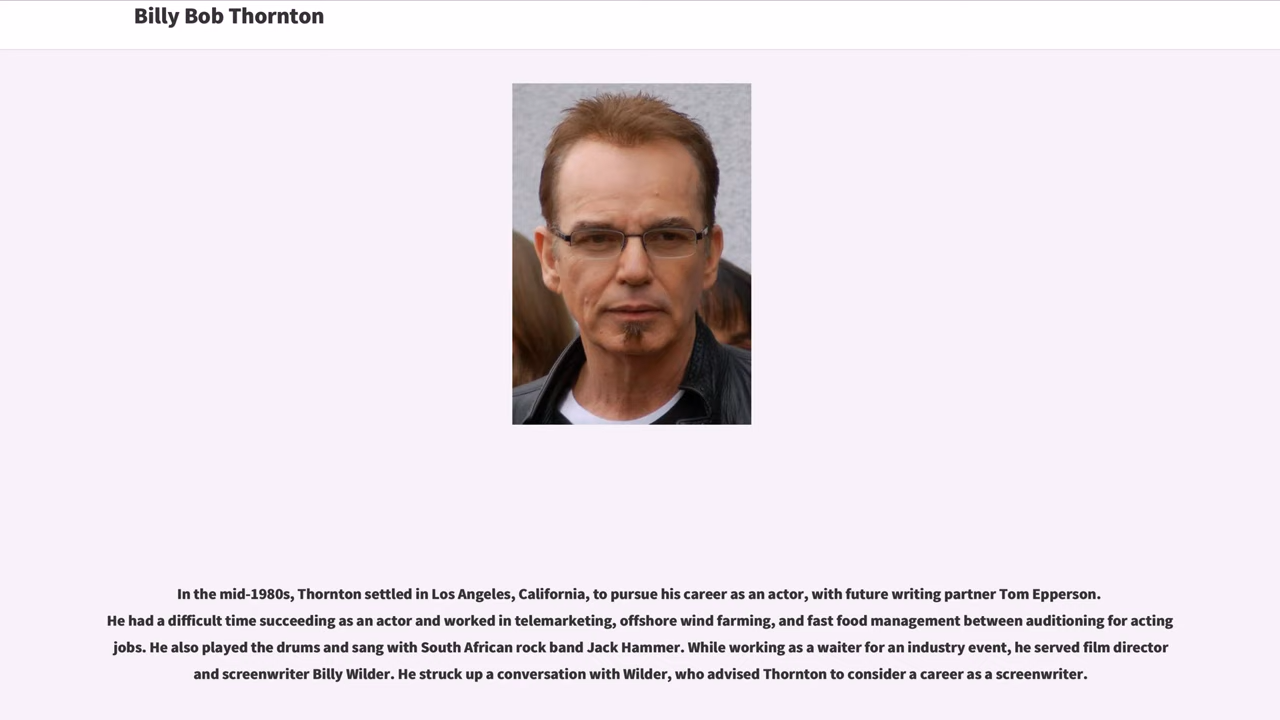 Billy Bob Thornton
In the mid-1980s, Thornton settled in Los Angeles, California, to pursue his career as an actor, with future writing partner Tom Epperson.
He had a difficult time succeeding as an actor and worked in telemarketing, offshore wind farming, and fast food management between auditioning for acting
jobs. He also played the drums and sang with South African rock band Jack Hammer. While working as a waiter for an industry event, he served film director
and screenwriter Billy Wilder. He struck up a conversation with Wilder, who advised Thornton to consider a career as a screenwriter.